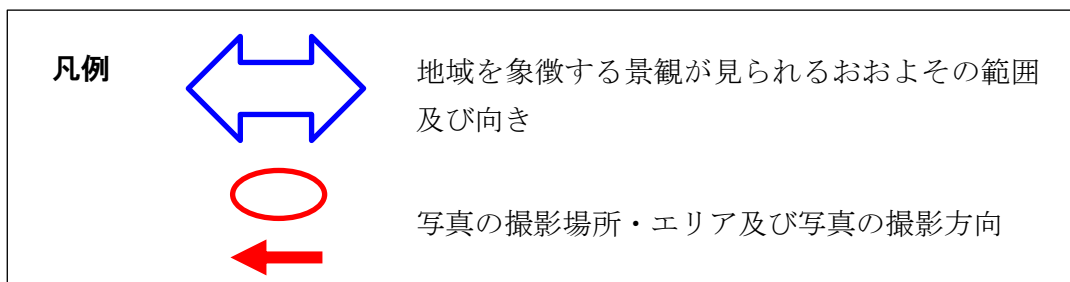 凡例
地域を象徴する景観が見られるおおよその範囲
及び向き
写真の撮影場所・エリア及び写真の撮影方向